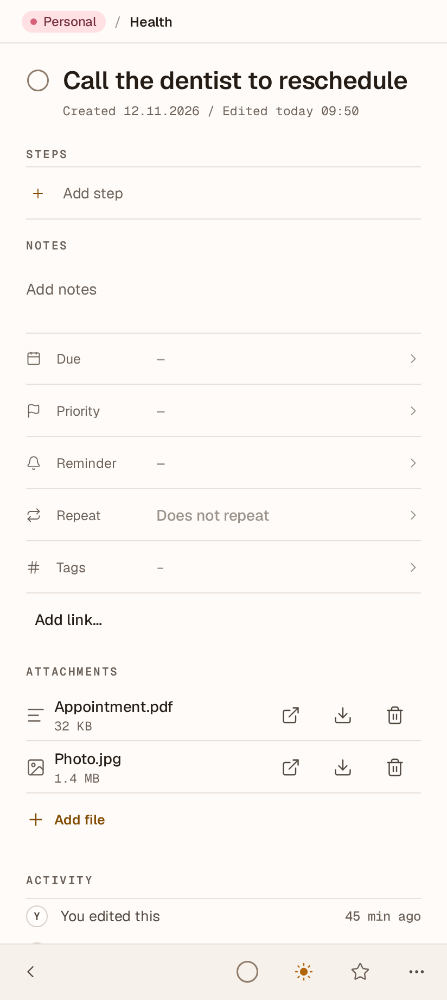 Personal / Health
Call the dentist to reschedule
Created 12.11.2026 / Edited today 09:50
STEPS
+ Add step
NOTES
Add notes
Due –
Priority –
Reminder –
Repeat Does not repeat
# Tags –
Add link...
ATTACHMENTS
Appointment.pdf
32 KB
Photo.jpg
1.4 MB
+ Add file
ACTIVITY
Y You edited this 45 min ago